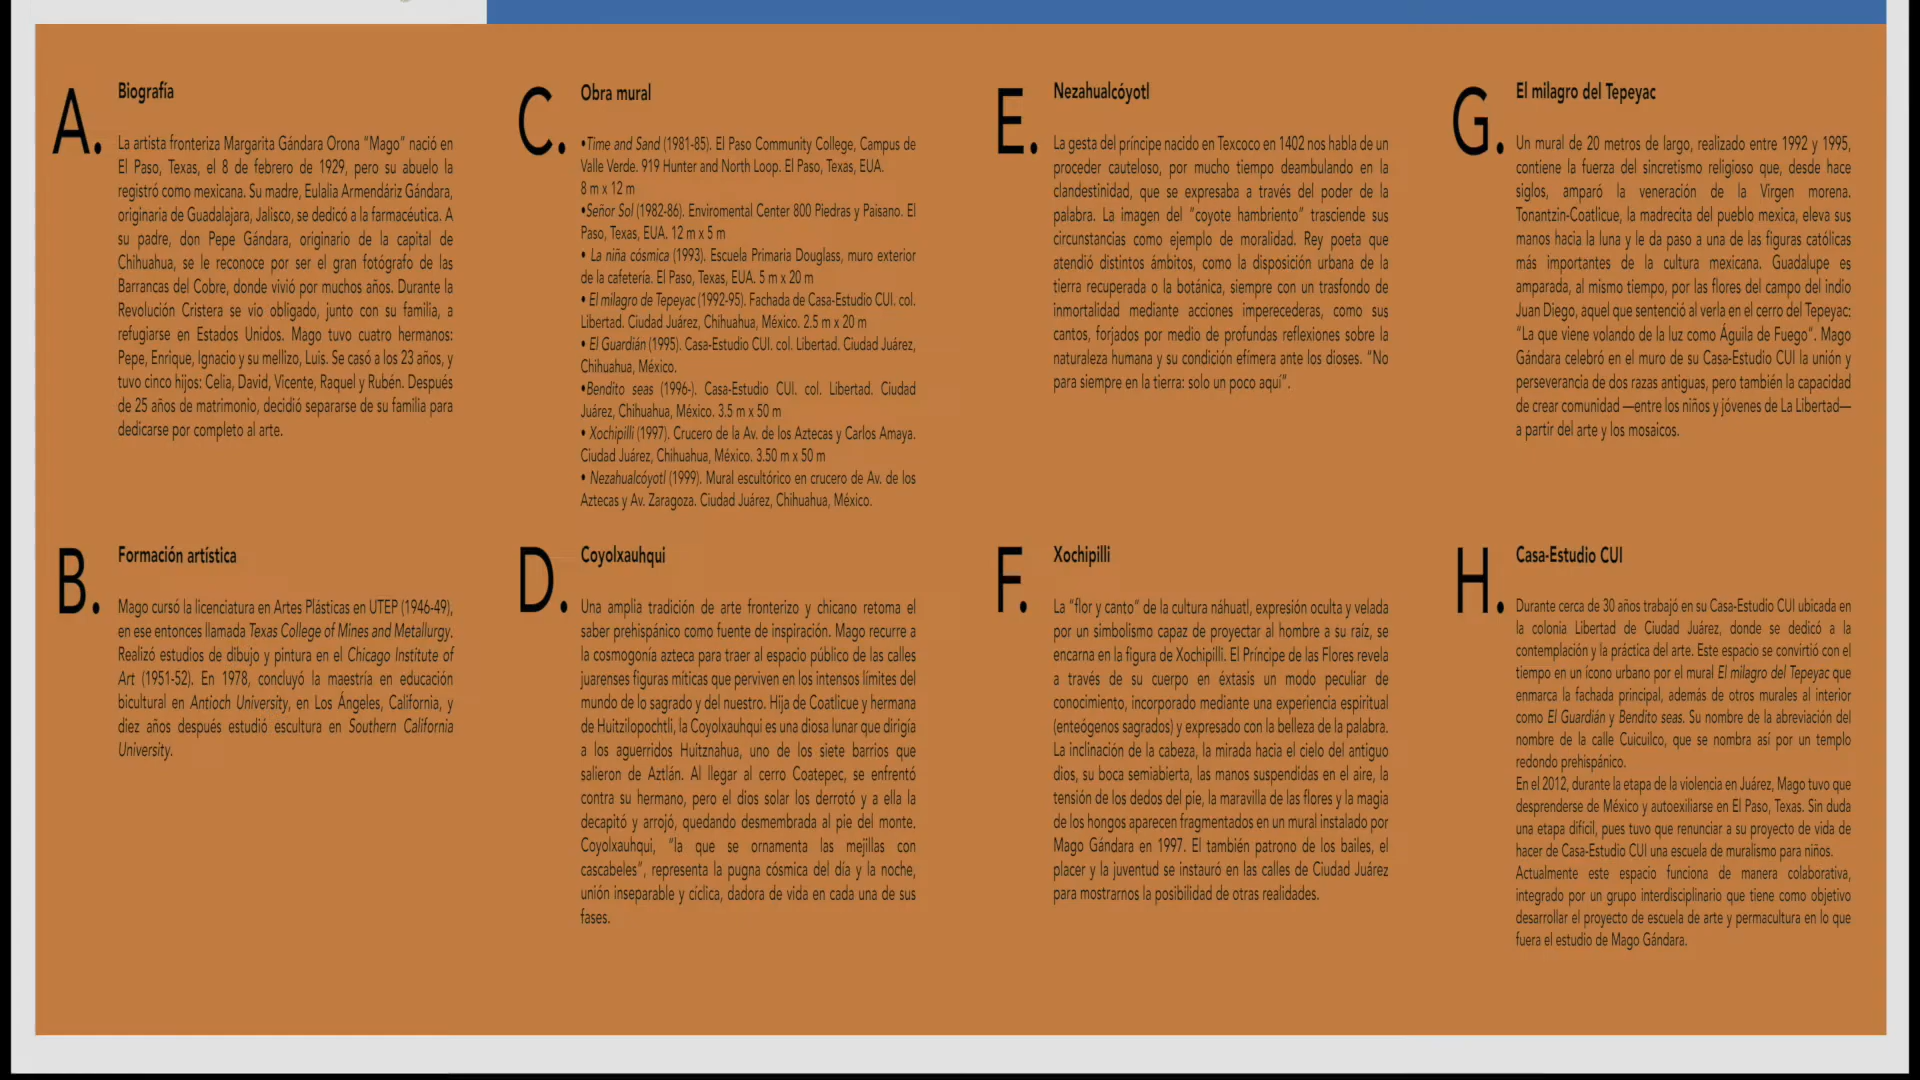 A.
Biografía
La artista fronteriza Margarita Gándara Orona “Mago” nació en
El Paso, Texas, el 8 de febrero de 1929, pero su abuelo la
registró como mexicana. Su madre, Eulalia Armendáriz Gándara,
originaria de Guadalajara, Jalisco, se dedicó a la farmacéutica. A
su padre, don Pepe Gándara, originario de la capital de
Chihuahua, se le reconoce por ser el gran fotógrafo de las
Barrancas del Cobre, donde vivió por muchos años. Durante la
Revolución Cristera se vio obligado, junto con su familia, a
refugiarse en Estados Unidos. Mago tuvo cuatro hermanos:
Pepe, Enrique, Ignacio y su mellizo, Luis. Se casó a los 23 años, y
tuvo cinco hijos: Celia, David, Vicente, Raquel y Rubén. Después
de 25 años de matrimonio, decidió separarse de su familia para
dedicarse por completo al arte.
B.
Formación artística
Mago cursó la licenciatura en Artes Plásticas en UTEP (1946-49),
en ese entonces llamada Texas College of Mines and Metallurgy.
Realizó estudios de dibujo y pintura en el Chicago Institute of
Art (1951-52). En 1978, concluyó la maestría en educación
bicultural en Antioch University, en Los Ángeles, California, y
diez años después estudió escultura en Southern California
University.
C.
Obra mural
•Time and Sand (1981-85). El Paso Community College, Campus de
Valle Verde. 919 Hunter and North Loop. El Paso, Texas, EUA.
8 m x 12 m
•Señor Sol (1982-86). Enviromental Center 800 Piedras y Paisano. El
Paso, Texas, EUA. 12 m x 5 m
• La niña cósmica (1993). Escuela Primaria Douglass, muro exterior
de la cafetería. El Paso, Texas, EUA. 5 m x 20 m
• El milagro de Tepeyac (1992-95). Fachada de Casa-Estudio CUI. col.
Libertad. Ciudad Juárez, Chihuahua, México. 2.5 m x 20 m
• El Guardián (1995). Casa-Estudio CUI. col. Libertad. Ciudad Juárez,
Chihuahua, México.
•Bendito seas (1996-). Casa-Estudio CUI. col. Libertad. Ciudad
Juárez, Chihuahua, México. 3.5 m x 50 m
• Xochipilli (1997). Crucero de la Av. de los Aztecas y Carlos Amaya.
Ciudad Juárez, Chihuahua, México. 3.50 m x 50 m
• Nezahualcóyotl (1999). Mural escultórico en crucero de Av. de los
Aztecas y Av. Zaragoza. Ciudad Juárez, Chihuahua, México.
D.
Coyolxauhqui
Una amplia tradición de arte fronterizo y chicano retoma el
saber prehispánico como fuente de inspiración. Mago recurre a
la cosmogonía azteca para traer al espacio público de las calles
juarenses figuras míticas que perviven en los intensos límites del
mundo de lo sagrado y del nuestro. Hija de Coatlicue y hermana
de Huitzilopochtli, la Coyolxauhqui es una diosa lunar que dirigía
a los aguerridos Huitznahua, uno de los siete barrios que
salieron de Aztlán. Al llegar al cerro Coatepec, se enfrentó
contra su hermano, pero el dios solar los derrotó y a ella la
decapitó y arrojó, quedando desmembrada al pie del monte.
Coyolxauhqui, “la que se ornamenta las mejillas con
cascabeles”, representa la pugna cósmica del día y la noche,
unión inseparable y cíclica, dadora de vida en cada una de sus
fases.
E.
Nezahualcóyotl
La gesta del príncipe nacido en Texcoco en 1402 nos habla de un
proceder cauteloso, por mucho tiempo deambulando en la
clandestinidad, que se expresaba a través del poder de la
palabra. La imagen del “coyote hambriento” trasciende sus
circunstancias como ejemplo de moralidad. Rey poeta que
atendió distintos ámbitos, como la disposición urbana de la
tierra recuperada o la botánica, siempre con un trasfondo de
inmortalidad mediante acciones imperecederas, como sus
cantos, forjados por medio de profundas reflexiones sobre la
naturaleza humana y su condición efímera ante los dioses. “No
para siempre en la tierra: solo un poco aquí”.
F.
Xochipilli
La “flor y canto” de la cultura náhuatl, expresión oculta y velada
por un simbolismo capaz de proyectar al hombre a su raíz, se
encarna en la figura de Xochipilli. El Príncipe de las Flores revela
a través de su cuerpo en éxtasis un modo peculiar de
conocimiento, incorporado mediante una experiencia espiritual
(enteógenos sagrados) y expresado con la belleza de la palabra.
La inclinación de la cabeza, la mirada hacia el cielo del antiguo
dios, su boca semiabierta, las manos suspendidas en el aire, la
tensión de los dedos del pie, la maravilla de las flores y la magia
de los hongos aparecen fragmentados en un mural instalado por
Mago Gándara en 1997. El también patrono de los bailes, el
placer y la juventud se instauró en las calles de Ciudad Juárez
para mostrarnos la posibilidad de otras realidades.
G.
El milagro del Tepeyac
Un mural de 20 metros de largo, realizado entre 1992 y 1995,
contiene la fuerza del sincretismo religioso que, desde hace
siglos, amparó la veneración de la Virgen morena.
Tonantzin-Coatlicue, la madrecita del pueblo mexica, eleva sus
manos hacia la luna y le da paso a una de las figuras católicas
más importantes de la cultura mexicana. Guadalupe es
amparada, al mismo tiempo, por las flores del campo del indio
Juan Diego, aquel que sentenció al verla en el cerro del Tepeyac:
“La que viene volando de la luz como Águila de Fuego”. Mago
Gándara celebró en el muro de su Casa-Estudio CUI la unión y
perseverancia de dos razas antiguas, pero también la capacidad
de crear comunidad —entre los niños y jóvenes de La Libertad—
a partir del arte y los mosaicos.
H.
Casa-Estudio CUI
Durante cerca de 30 años trabajó en su Casa-Estudio CUI ubicada en
la colonia Libertad de Ciudad Juárez, donde se dedicó a la
contemplación y la práctica del arte. Este espacio se convirtió con el
tiempo en un ícono urbano por el mural El milagro del Tepeyac que
enmarca la fachada principal, además de otros murales al interior
como El Guardián y Bendito seas. Su nombre de la abreviación del
nombre de la calle Cuicuilco, que se nombra así por un templo
redondo prehispánico.
En el 2012, durante la etapa de la violencia en Juárez, Mago tuvo que
desprenderse de México y autoexiliarse en El Paso, Texas. Sin duda
una etapa difícil, pues tuvo que renunciar a su proyecto de vida de
hacer de Casa-Estudio CUI una escuela de muralismo para niños.
Actualmente este espacio funciona de manera colaborativa,
integrado por un grupo interdisciplinario que tiene como objetivo
desarrollar el proyecto de escuela de arte y permacultura en lo que
fuera el estudio de Mago Gándara.